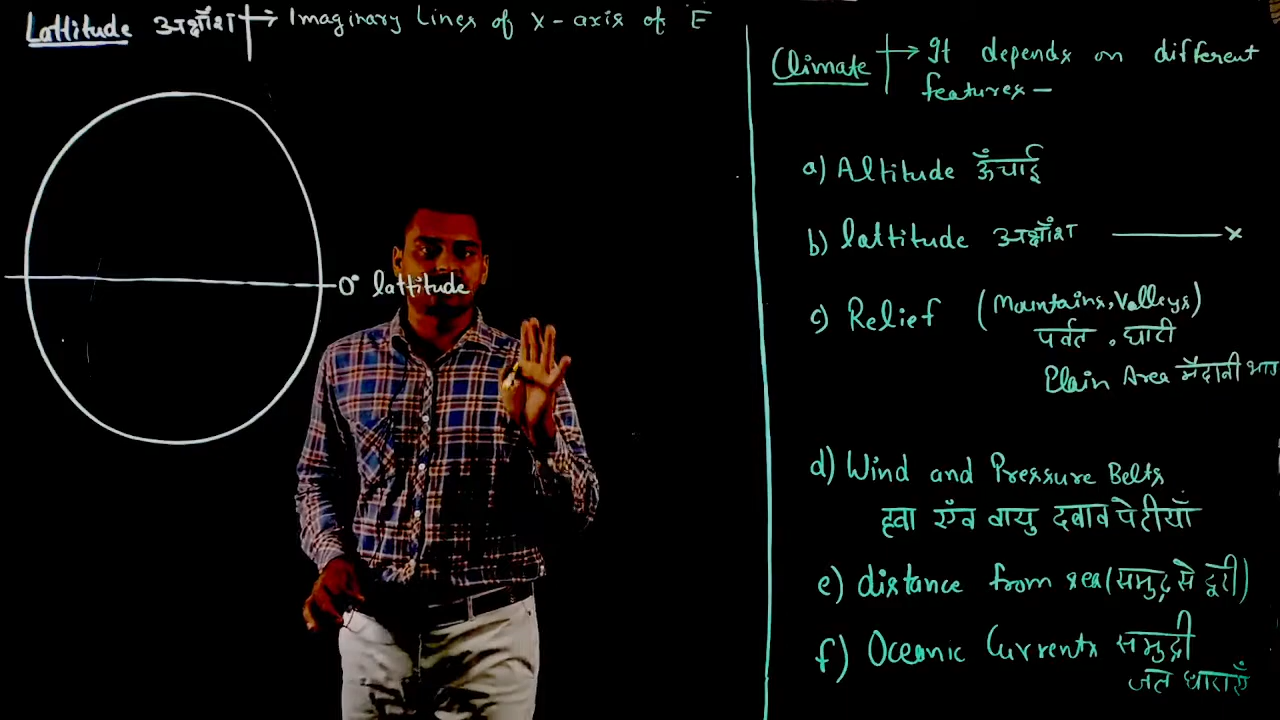 Lattitude अक्षाँश → Imaginary Lines of x-axis of E
0° lattitude
Climate → It depends on different
features –
a) Altitude ऊँचाई
b) lattitude अक्षाँश ——— x
c) Relief (Mountains, Valleys)
पर्वत , घाटी
Plain Area मैदानी भाग
d) Wind and Pressure Belts
हवा एँव वायु दबाव पेटीयाँ
e) distance from sea (समुद्र से दूरी)
f) Oceanic Currents समुद्री
जल धाराएँ